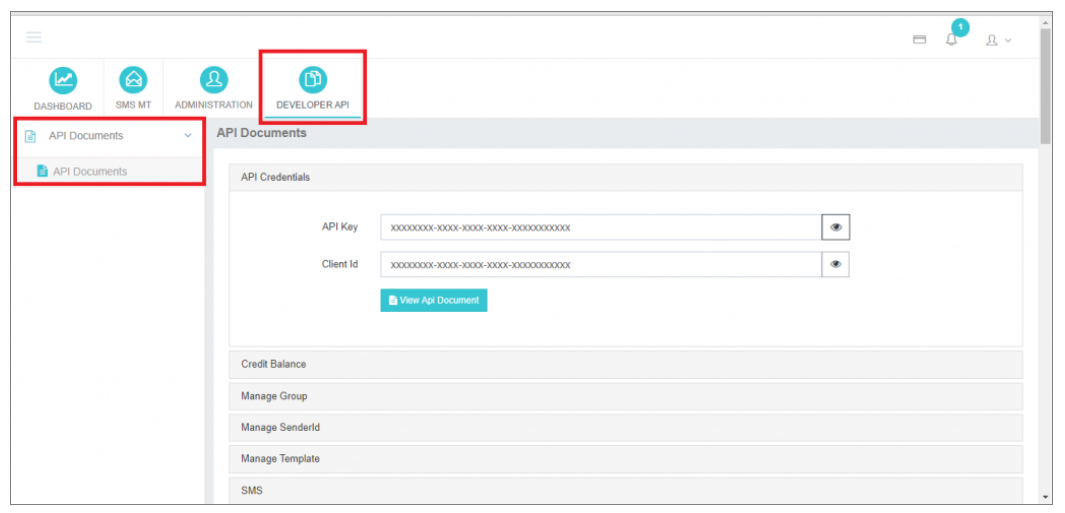 1
DASHBOARD
SMS MT
ADMINISTRATION
DEVELOPER API
API Documents
API Documents
API Documents
API Credentials
API Key
xxxxxxxx-xxxx-xxxx-xxxx-xxxxxxxxxxx
Client Id
xxxxxxxx-xxxx-xxxx-xxxx-xxxxxxxxxxx
View Api Document
Credit Balance
Manage Group
Manage SenderId
Manage Template
SMS